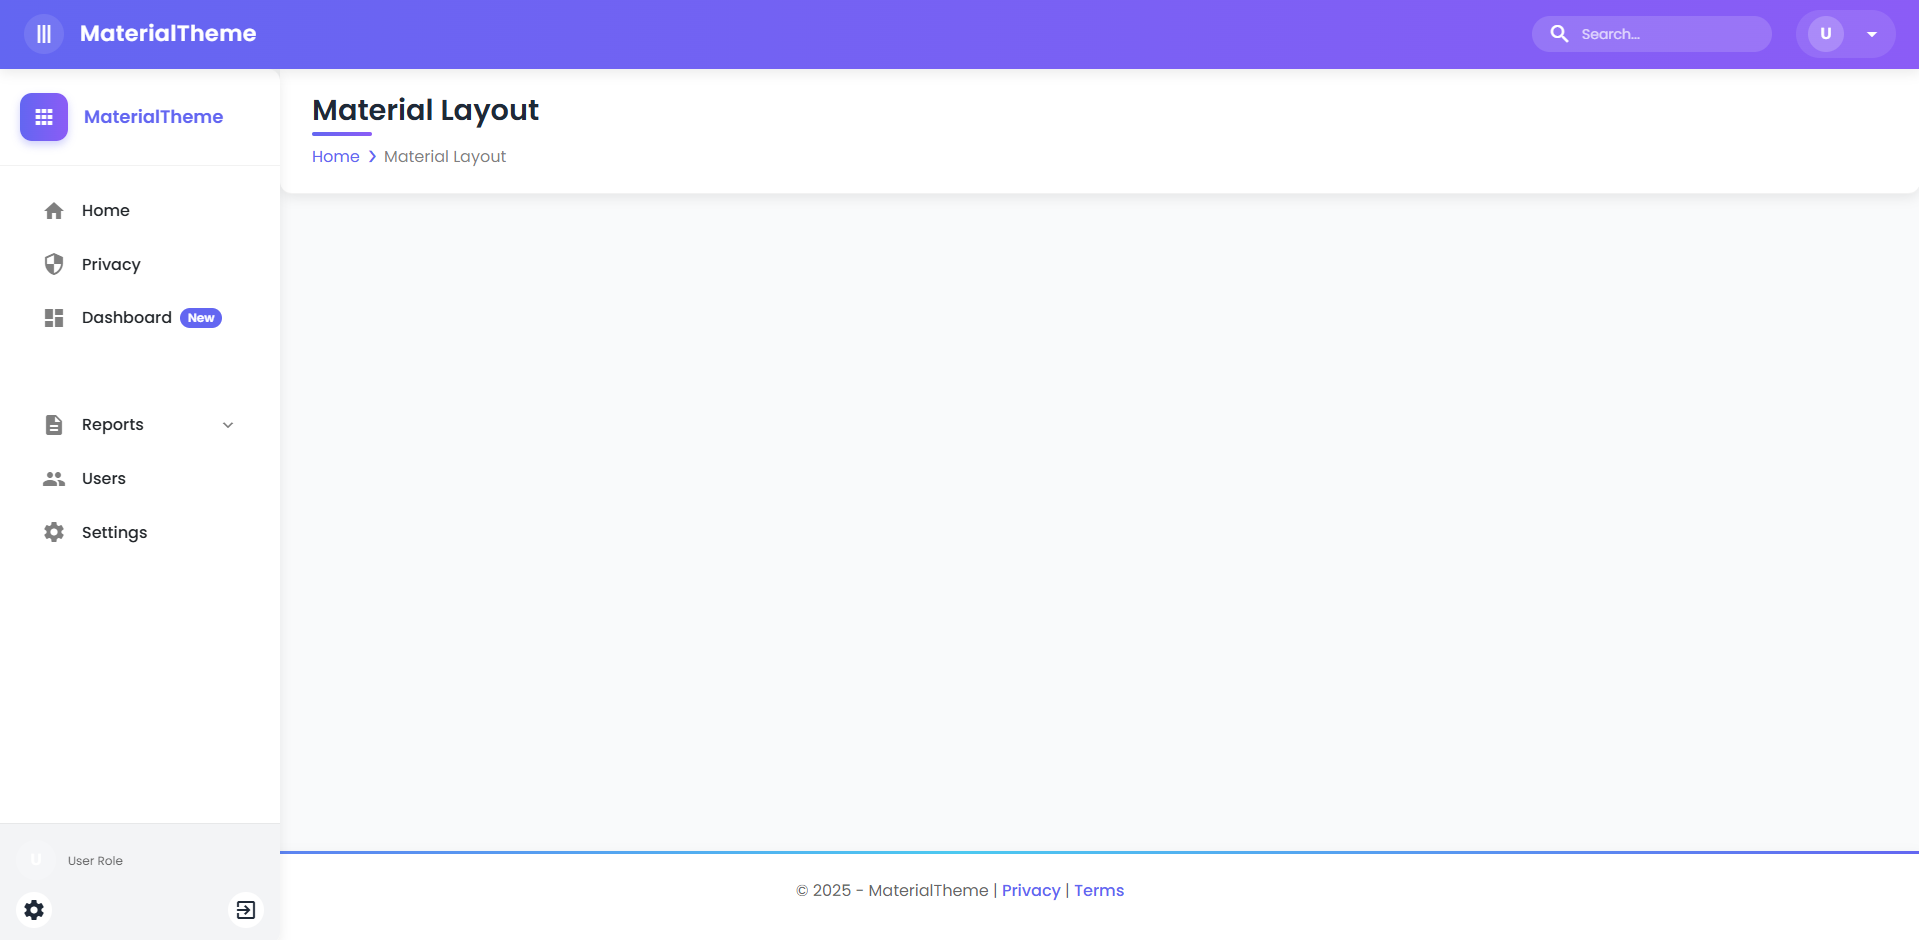 MaterialTheme
Search...
U
MaterialTheme
Material Layout
Home
Material Layout
Home
Privacy
Dashboard New
Reports
Users
Settings
U
User Role
© 2025 - MaterialTheme | Privacy | Terms